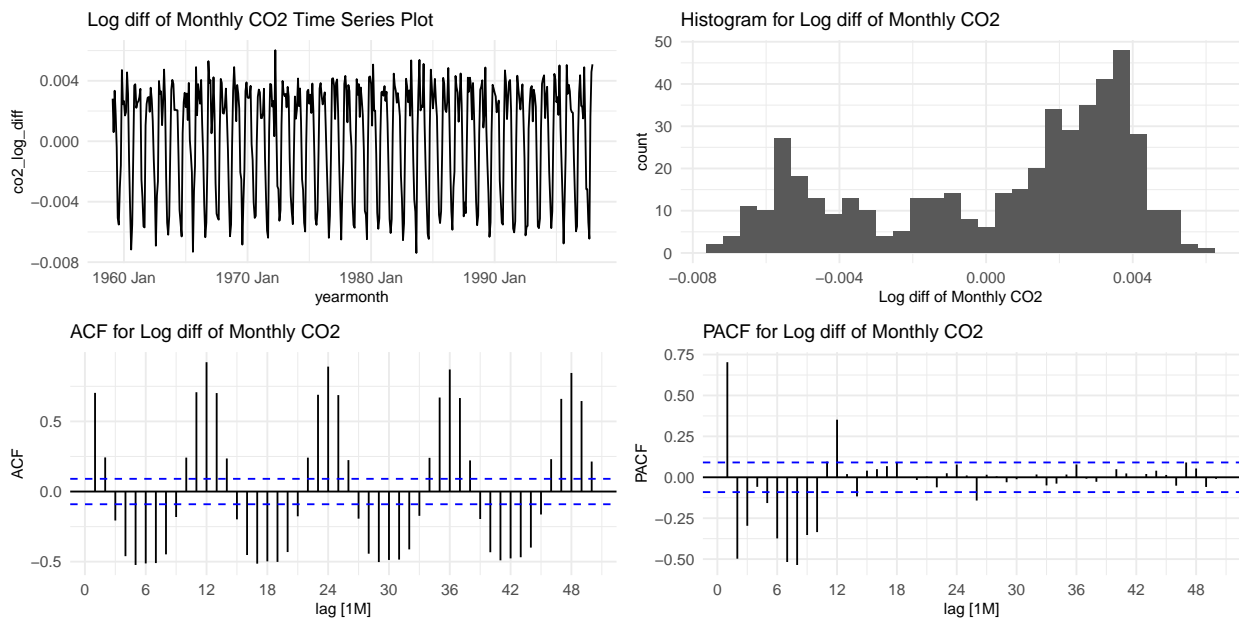 Log diff of Monthly CO2 Time Series Plot
0.004
0.000
−0.004
−0.008
co2_log_diff
1960 Jan 1970 Jan 1980 Jan 1990 Jan
yearmonth
Histogram for Log diff of Monthly CO2
50
40
30
20
10
0
count
−0.008 −0.004 0.000 0.004
Log diff of Monthly CO2
ACF for Log diff of Monthly CO2
0.5
0.0
−0.5
ACF
0 6 12 18 24 30 36 42 48
lag [1M]
PACF for Log diff of Monthly CO2
0.75
0.50
0.25
0.00
−0.25
−0.50
PACF
0 6 12 18 24 30 36 42 48
lag [1M]